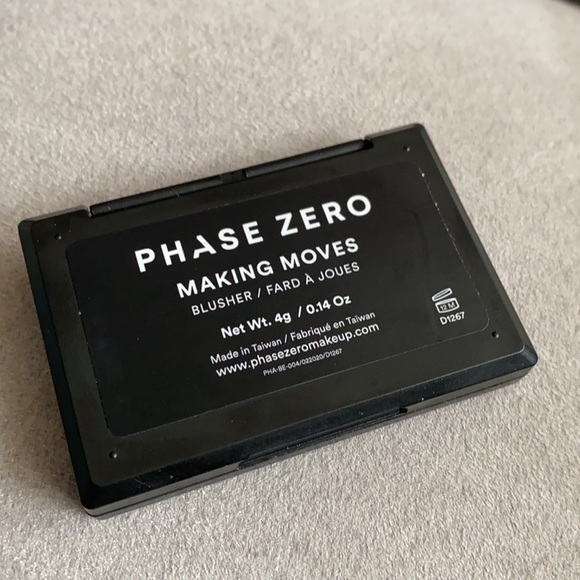 PHASE ZERO
MAKING MOVES
BLUSHER / FARD À JOUES
Net Wt. 4g / 0.14 Oz
Made in Taiwan / Fabriqué en Taiwan
www.phasezeromakeup.com
PHA-BE-004/022020/D1267
12 M
D1267